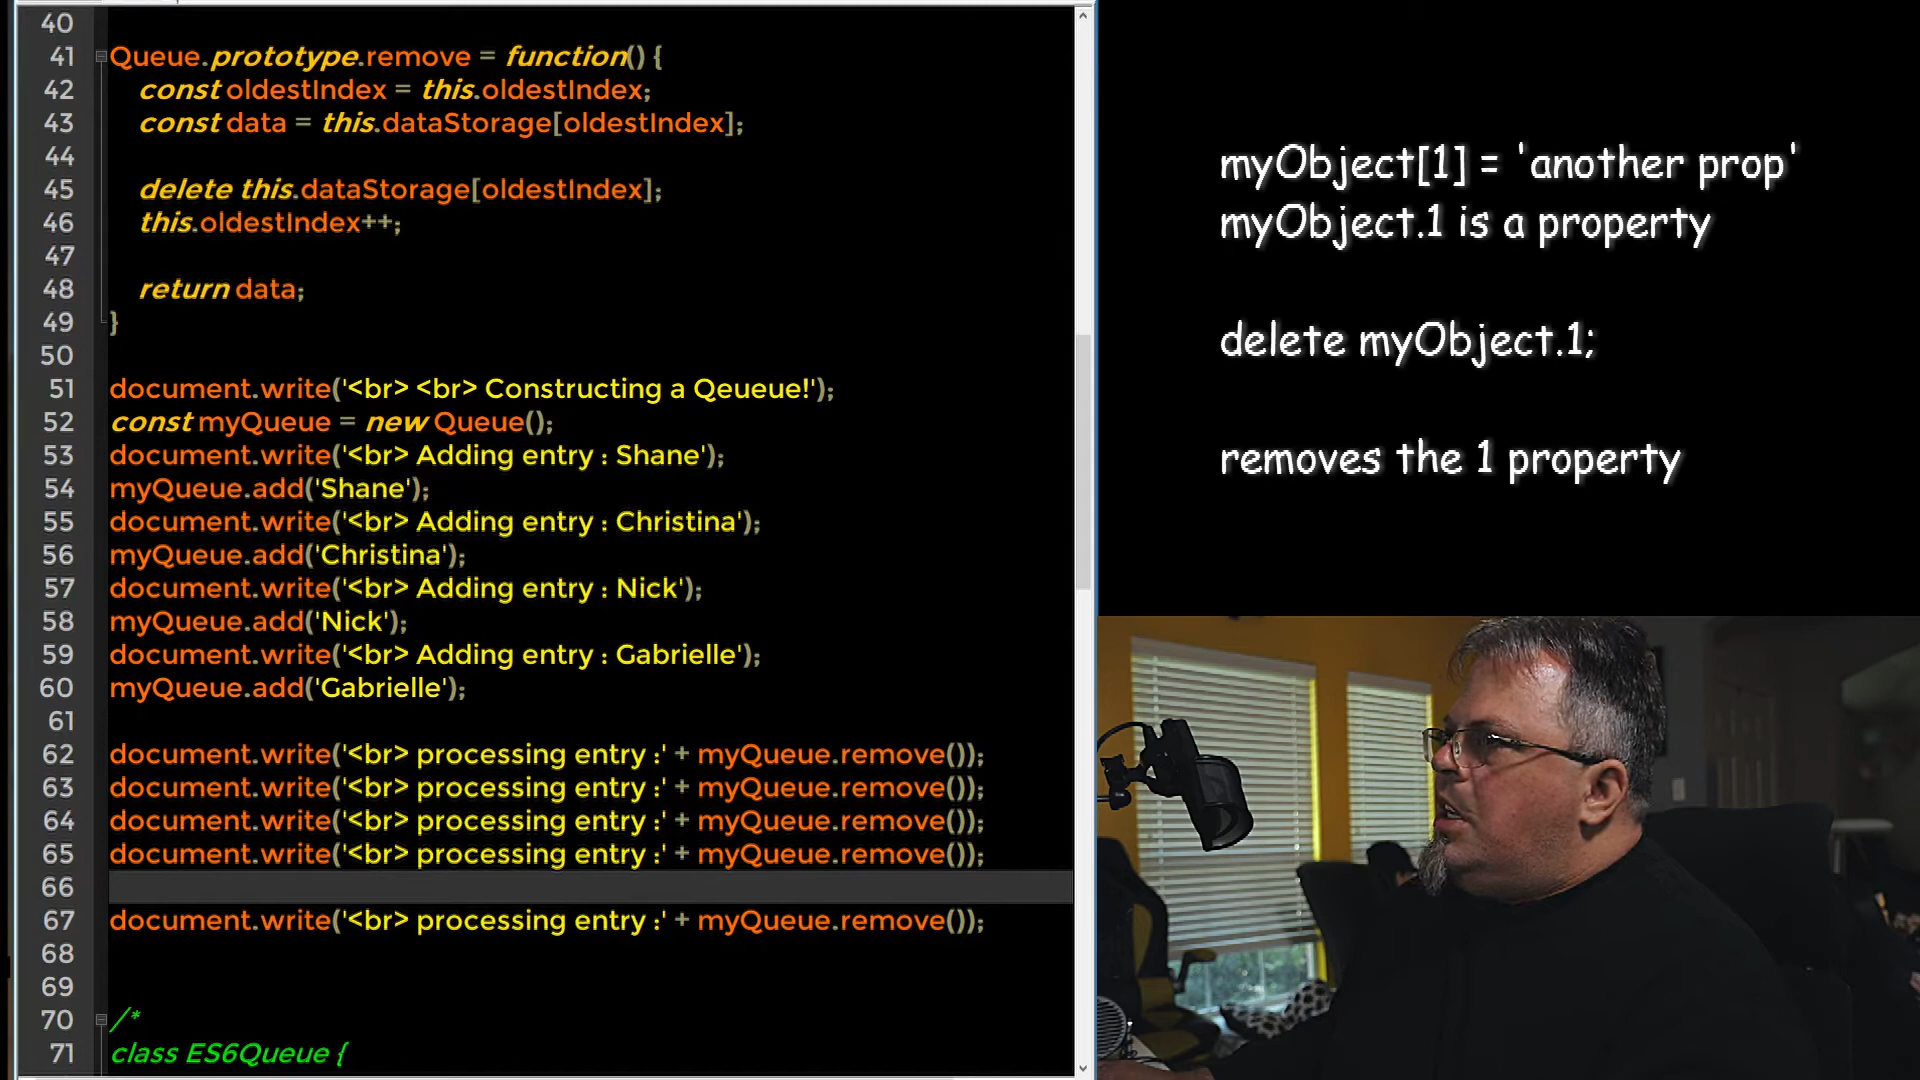 40
41 Queue.prototype.remove = function() {
42 const oldestIndex = this.oldestIndex;
43 const data = this.dataStorage[oldestIndex];
44
45 delete this.dataStorage[oldestIndex];
46 this.oldestIndex++;
47
48 return data;
49 }
50
51 document.write('<br> <br> Constructing a Qeueue!');
52 const myQueue = new Queue();
53 document.write('<br> Adding entry : Shane');
54 myQueue.add('Shane');
55 document.write('<br> Adding entry : Christina');
56 myQueue.add('Christina');
57 document.write('<br> Adding entry : Nick');
58 myQueue.add('Nick');
59 document.write('<br> Adding entry : Gabrielle');
60 myQueue.add('Gabrielle');
61
62 document.write('<br> processing entry :' + myQueue.remove());
63 document.write('<br> processing entry :' + myQueue.remove());
64 document.write('<br> processing entry :' + myQueue.remove());
65 document.write('<br> processing entry :' + myQueue.remove());
66
67 document.write('<br> processing entry :' + myQueue.remove());
68
69
70 /*
71 class ES6Queue {
myObject[1] = 'another prop'
myObject.1 is a property
delete myObject.1;
removes the 1 property